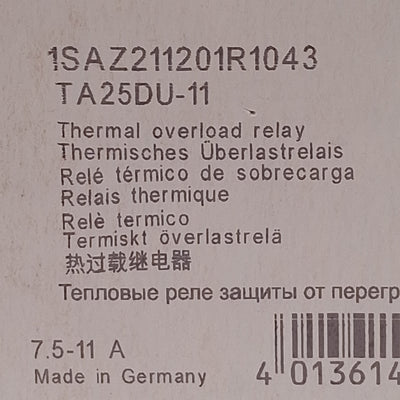 1SAZ211201R1043
TA25DU-11
Thermal overload relay
Thermisches Überlastrelais
Relé térmico de sobrecarga
Relais thermique
Relè termico
Termiskt överlastrelä
热过载继电器
Тепловые реле защиты от перегр
7.5-11 A
Made in Germany
4 013614